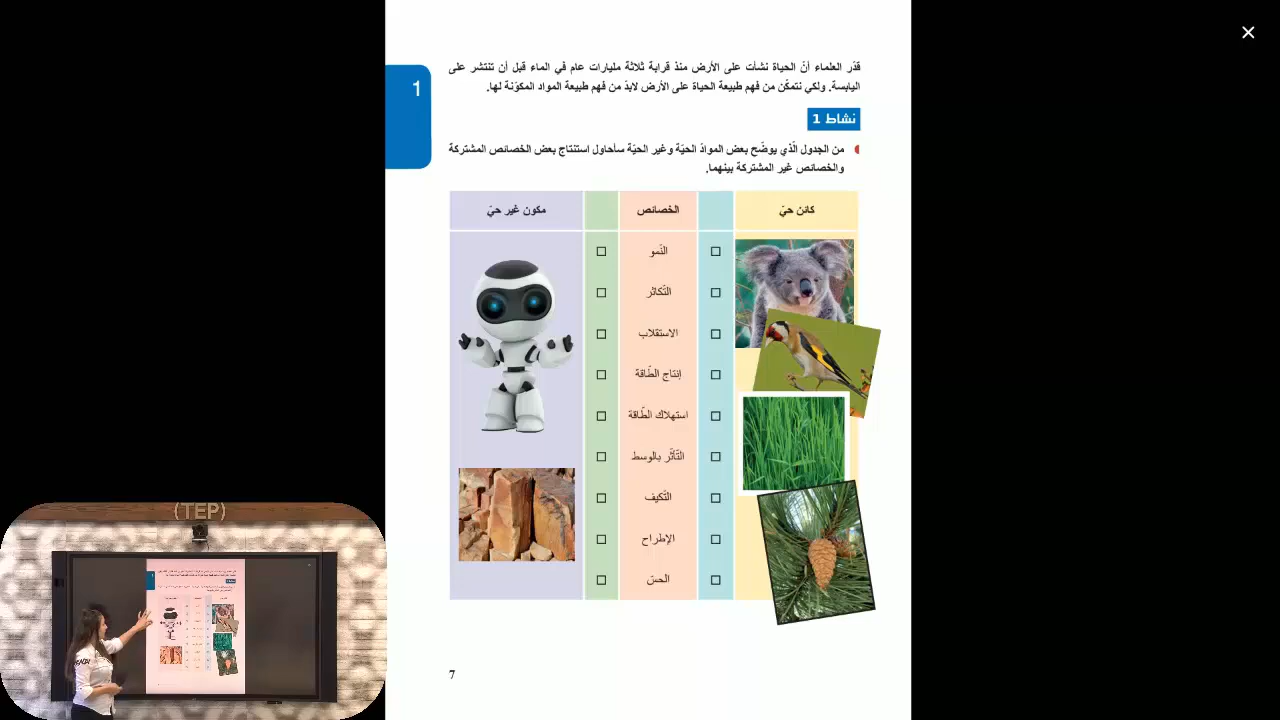 1
قدّر العلماء أنّ الحياة نشأت على الأرض منذ قرابة ثلاثة مليارات عام في الماء قبل أن تنتشر على
اليابسة. ولكي نتمكّن من فهم طبيعة الحياة على الأرض لابدّ من فهم طبيعة المواد المكوّنة لها.
نشاط 1
من الجدول الّذي يوضّح بعض الموادّ الحيّة وغير الحيّة سأحاول استنتاج بعض الخصائص المشتركة
والخصائص غير المشتركة بينهما.
كائن حيّ الخصائص مكون غير حيّ
النّمو
التّكاثر
الاستقلاب
إنتاج الطّاقة
استهلاك الطّاقة
التّأثّر بالوسط
التّكيف
الإطراح
الحسّ
7
(TEP)